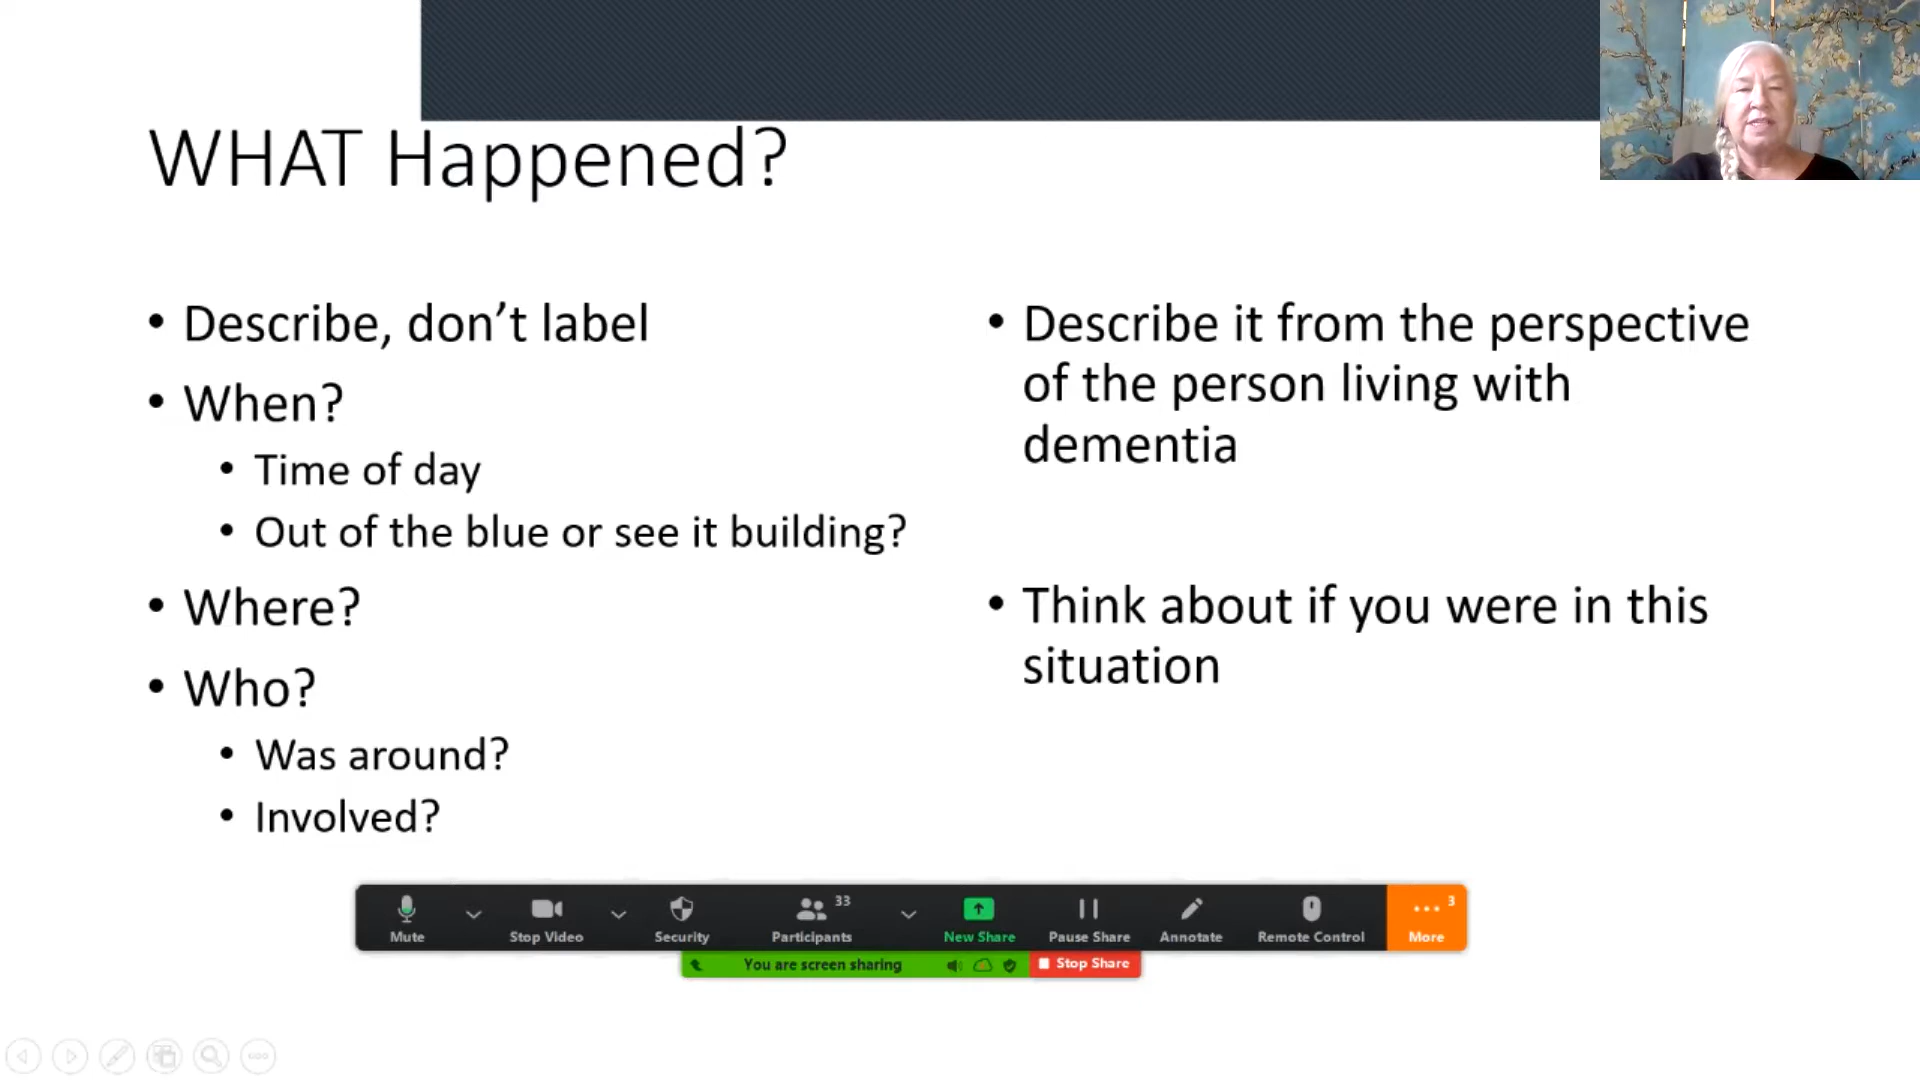 WHAT Happened?
• Describe, don’t label
• When?
• Time of day
• Out of the blue or see it building?
• Where?
• Who?
• Was around?
• Involved?
• Describe it from the perspective
of the person living with
dementia
• Think about if you were in this
situation
Mute
Stop Video
Security
33
Participants
New Share
Pause Share
Annotate
Remote Control
3
More
You are screen sharing
Stop Share